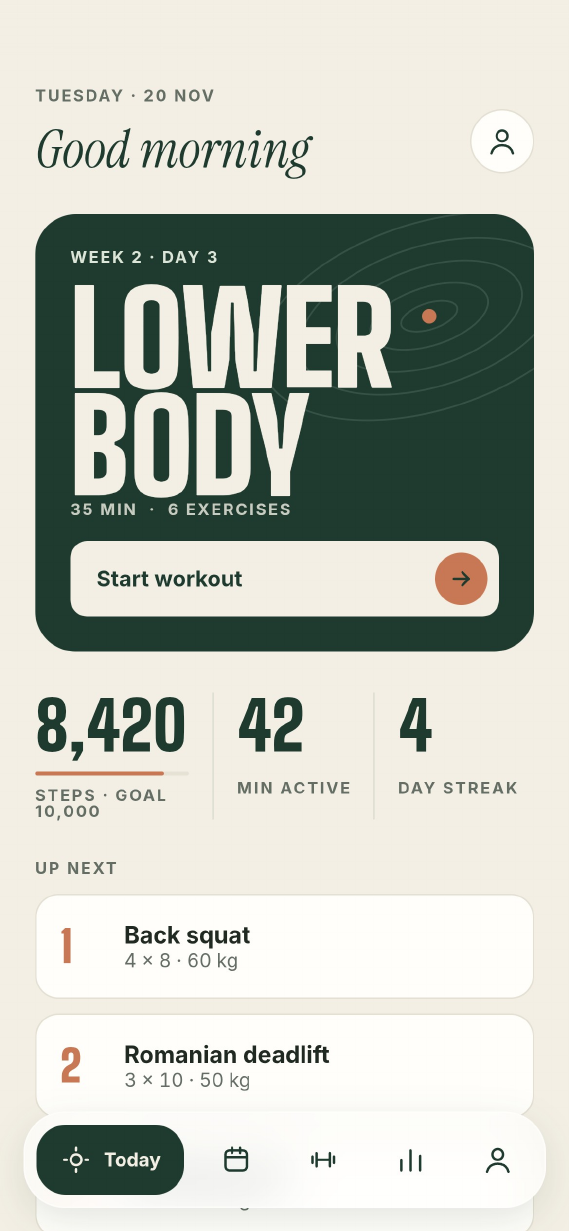 TUESDAY · 20 NOV
Good morning
WEEK 2 · DAY 3
LOWER
BODY
35 MIN · 6 EXERCISES
Start workout
8,420
STEPS · GOAL
10,000
42
MIN ACTIVE
4
DAY STREAK
UP NEXT
1
Back squat
4 × 8 · 60 kg
2
Romanian deadlift
3 × 10 · 50 kg
Today